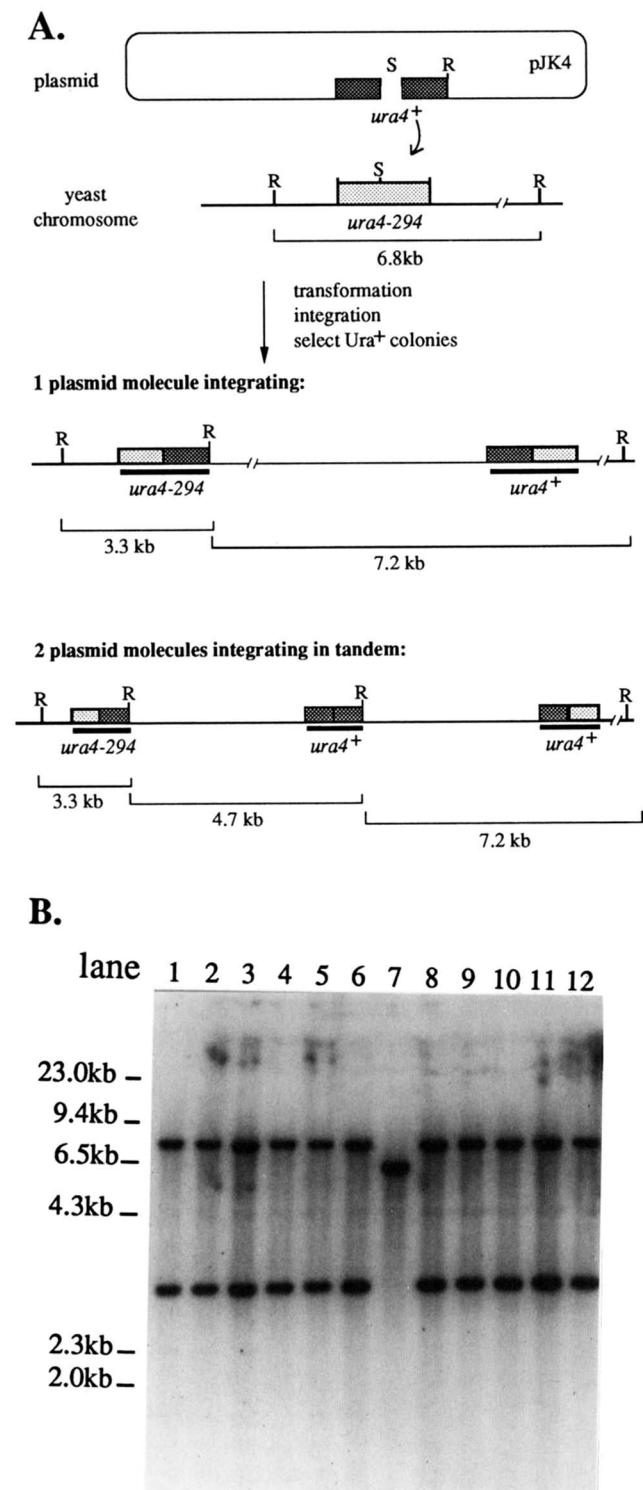 A.
plasmid
S
R
pJK4
ura4+
yeast
chromosome
R
S
R
ura4-294
6.8kb
transformation
integration
select Ura+ colonies
1 plasmid molecule integrating:
R
R
R
ura4-294
ura4+
3.3 kb
7.2 kb
2 plasmid molecules integrating in tandem:
R
R
R
R
ura4-294
ura4+
ura4+
3.3 kb
4.7 kb
7.2 kb
B.
lane 1 2 3 4 5 6 7 8 9 10 11 12
23.0kb
9.4kb
6.5kb
4.3kb
2.3kb
2.0kb